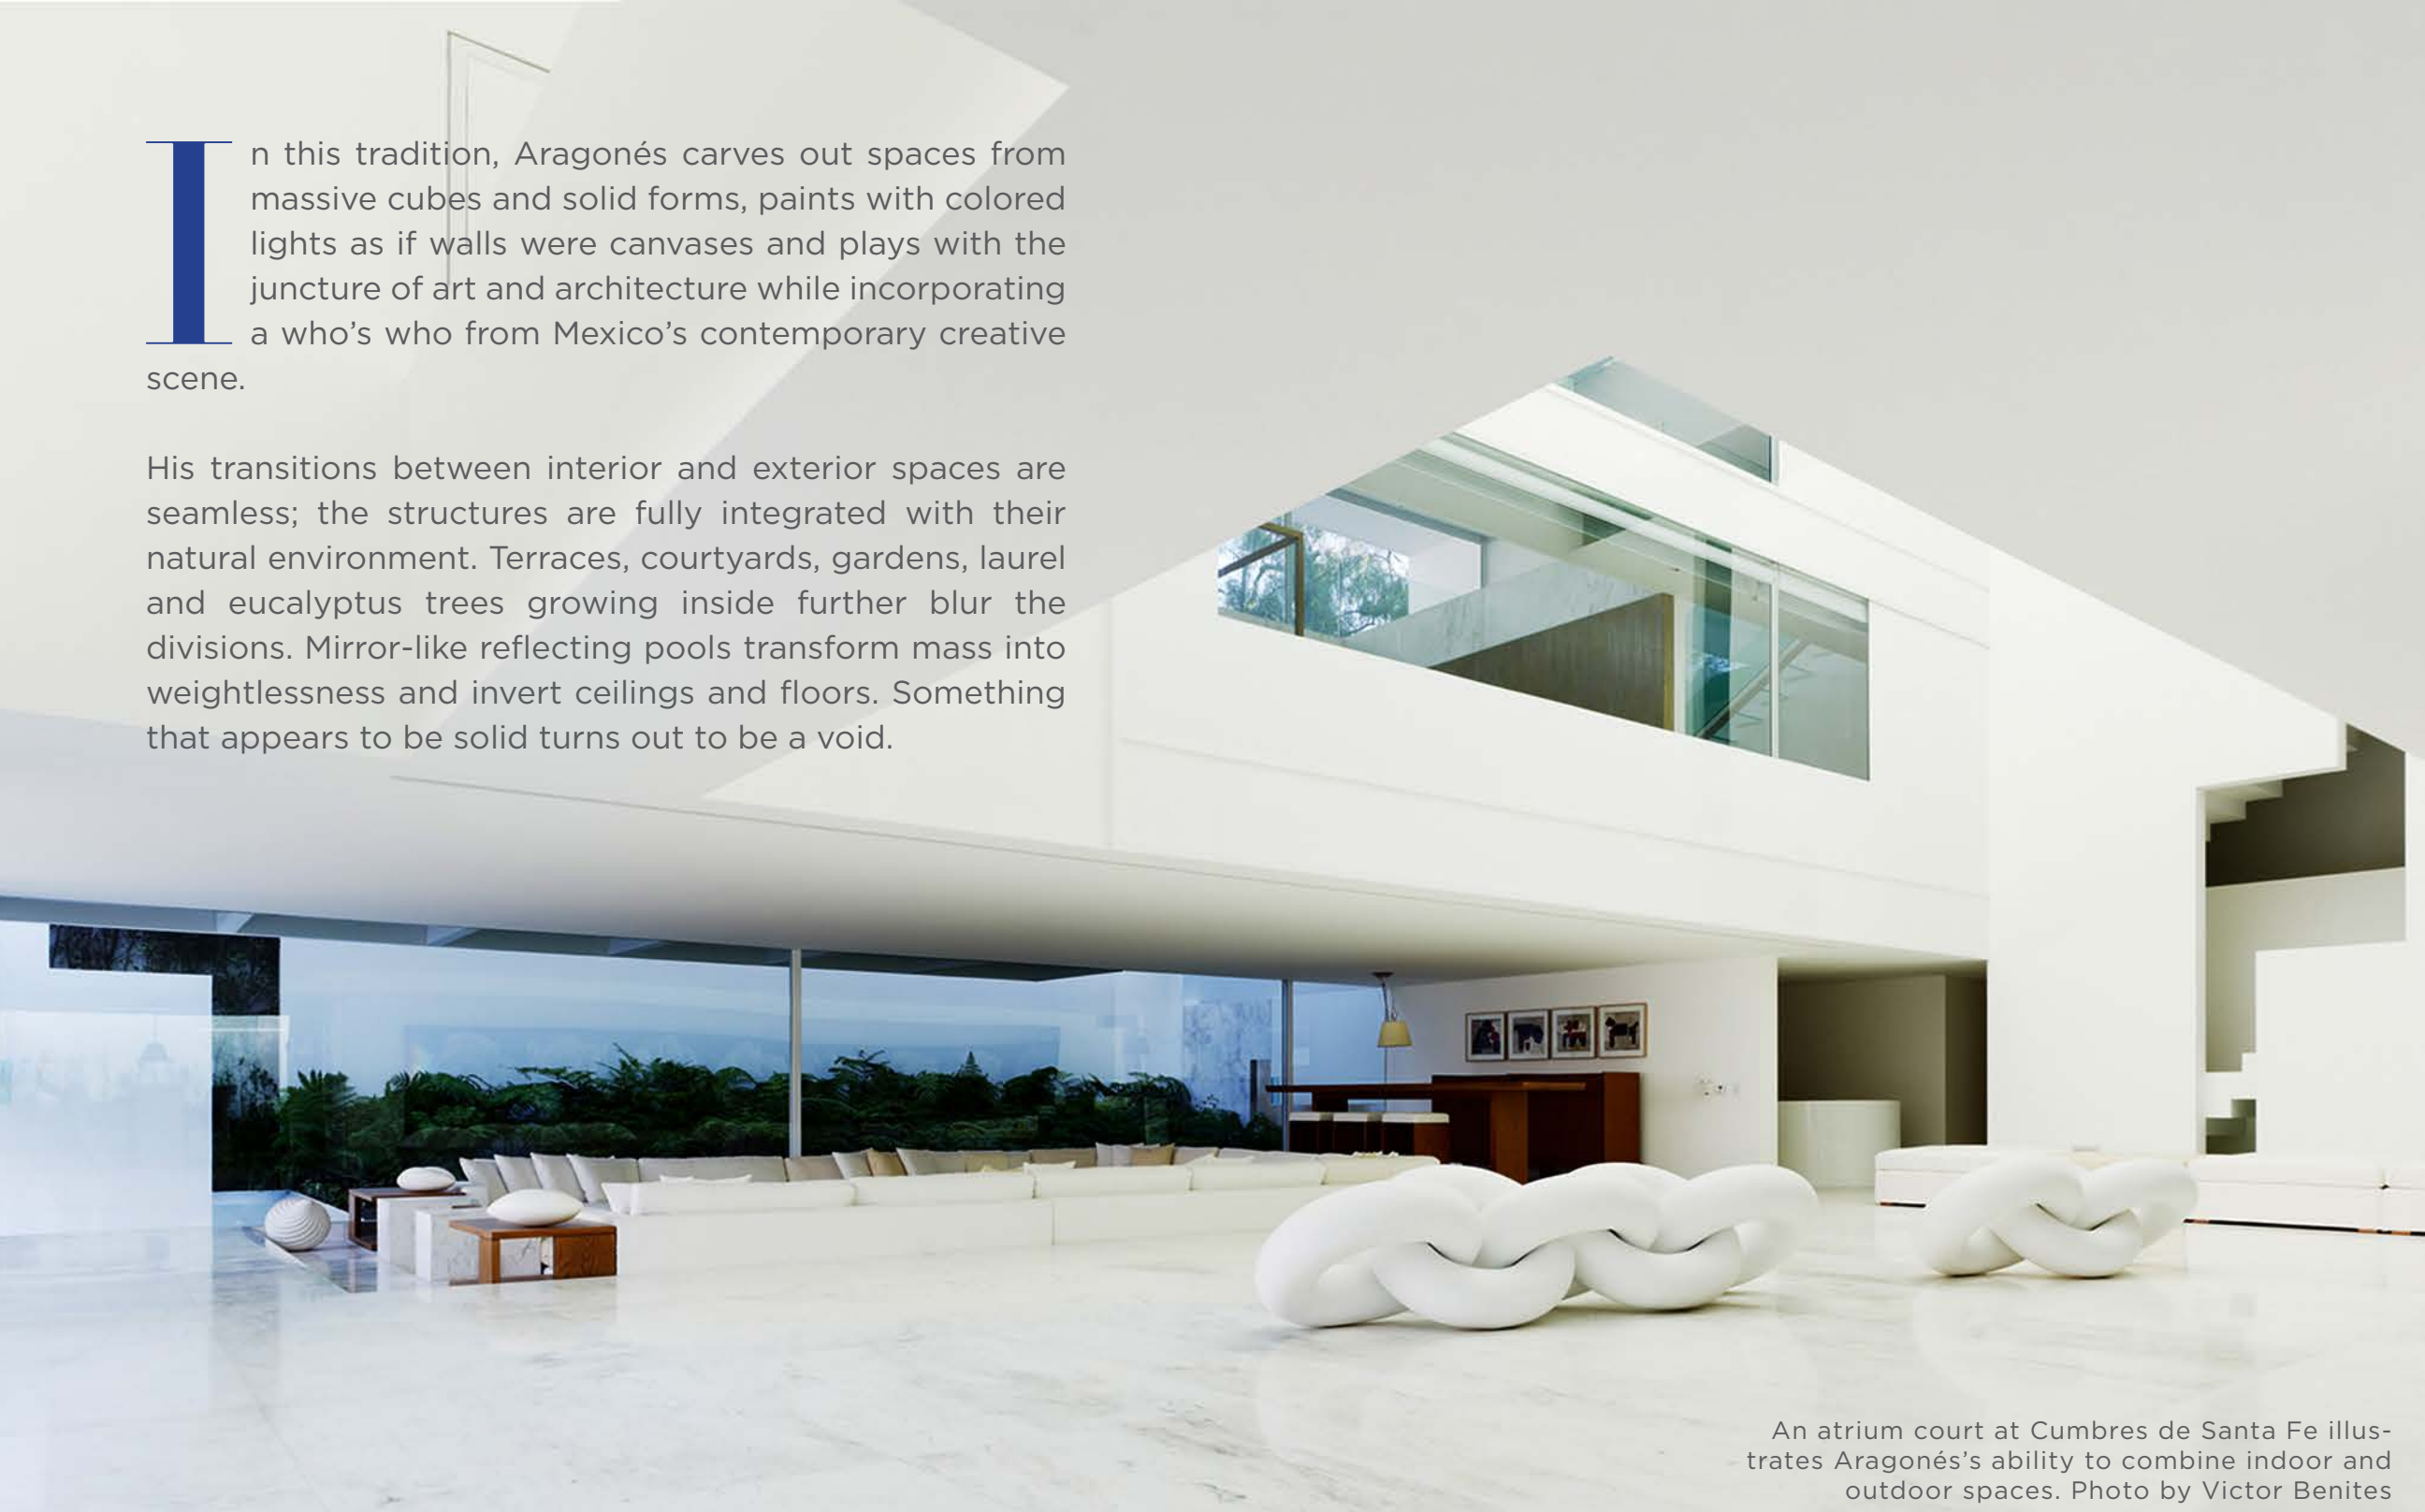 In this tradition, Aragonés carves out spaces from
massive cubes and solid forms, paints with colored
lights as if walls were canvases and plays with the
juncture of art and architecture while incorporating
a who’s who from Mexico’s contemporary creative
scene.
His transitions between interior and exterior spaces are
seamless; the structures are fully integrated with their
natural environment. Terraces, courtyards, gardens, laurel
and eucalyptus trees growing inside further blur the
divisions. Mirror-like reflecting pools transform mass into
weightlessness and invert ceilings and floors. Something
that appears to be solid turns out to be a void.
An atrium court at Cumbres de Santa Fe illus-
trates Aragonés’s ability to combine indoor and
outdoor spaces. Photo by Victor Benites